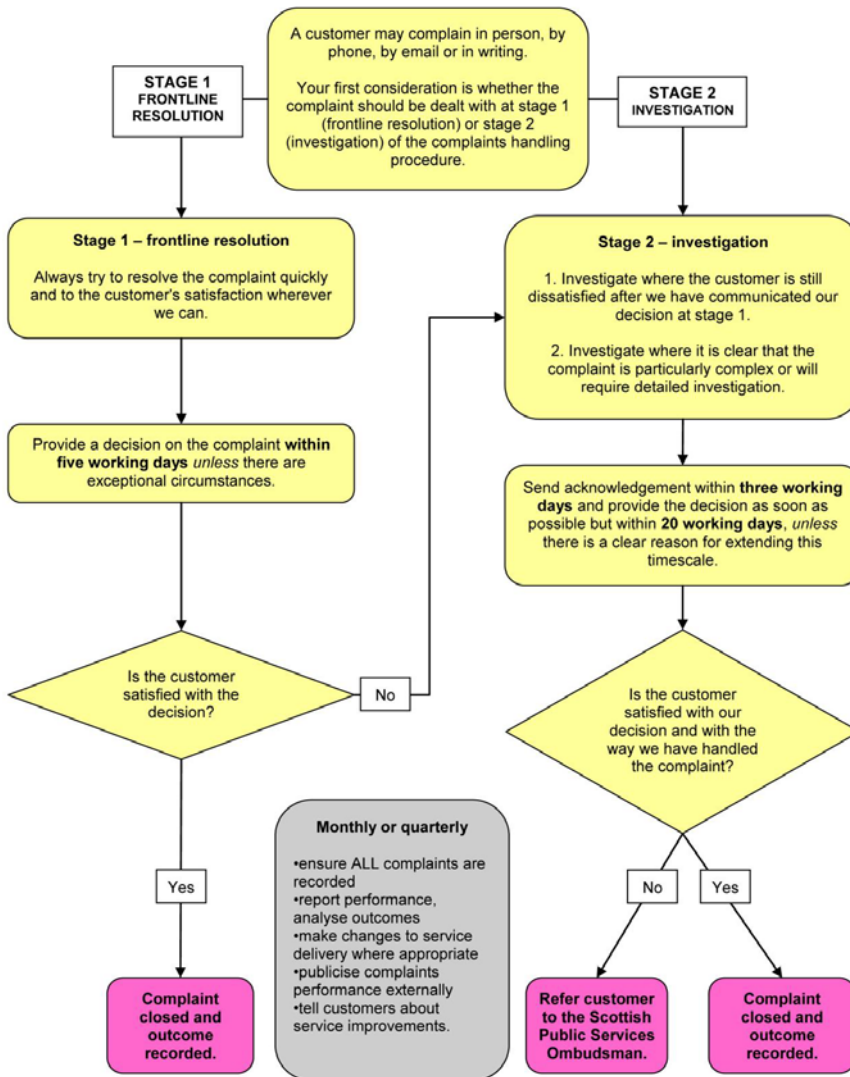 A customer may complain in person, by
phone, by email or in writing.
Your first consideration is whether the
complaint should be dealt with at stage 1
(frontline resolution) or stage 2
(investigation) of the complaints handling
procedure.
STAGE 1
FRONTLINE
RESOLUTION
STAGE 2
INVESTIGATION
Stage 1 – frontline resolution
Always try to resolve the complaint quickly
and to the customer's satisfaction wherever
we can.
Provide a decision on the complaint within
five working days unless there are
exceptional circumstances.
Is the customer
satisfied with the
decision?
No
Yes
Complaint
closed and
outcome
recorded.
Stage 2 – investigation
1. Investigate where the customer is still
dissatisfied after we have communicated our
decision at stage 1.
2. Investigate where it is clear that the
complaint is particularly complex or will
require detailed investigation.
Send acknowledgement within three working
days and provide the decision as soon as
possible but within 20 working days, unless
there is a clear reason for extending this
timescale.
Is the customer
satisfied with our
decision and with the
way we have handled
the complaint?
No
Yes
Refer customer
to the Scottish
Public Services
Ombudsman.
Complaint
closed and
outcome
recorded.
Monthly or quarterly
•ensure ALL complaints are
recorded
•report performance,
analyse outcomes
•make changes to service
delivery where appropriate
•publicise complaints
performance externally
•tell customers about
service improvements.